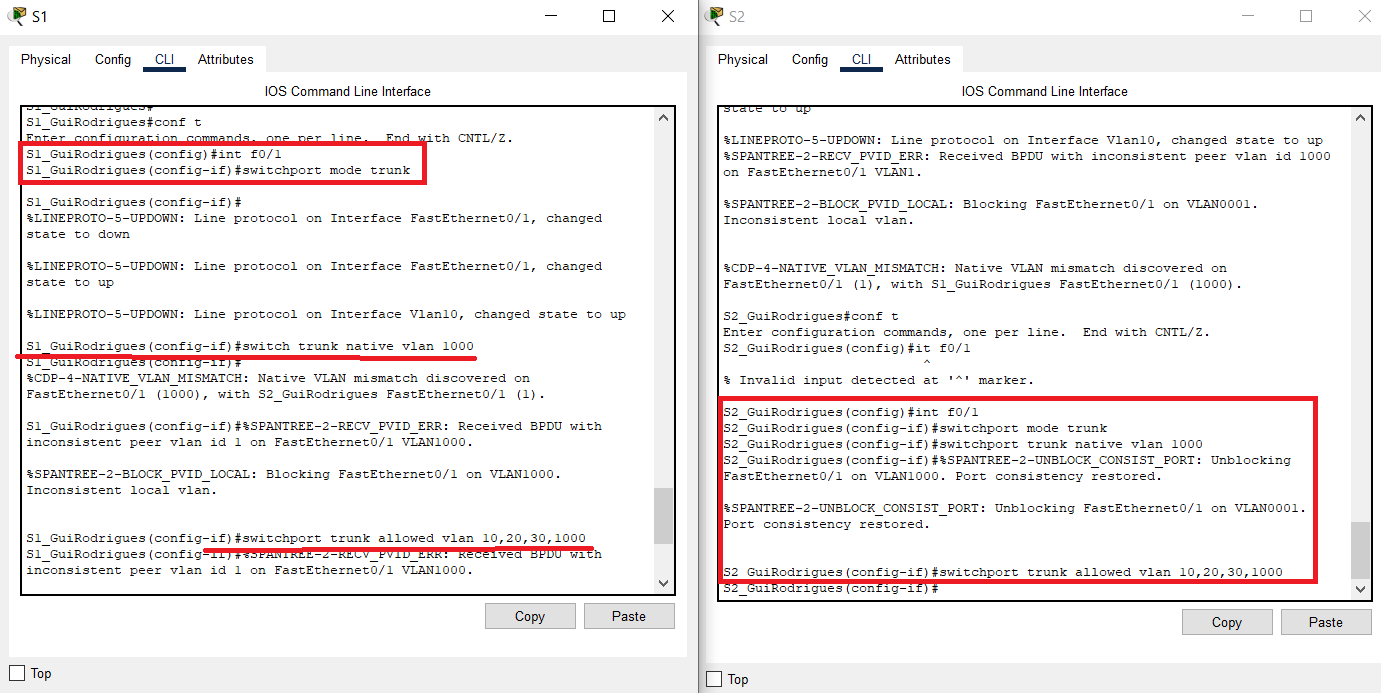 S1
Physical Config CLI Attributes
IOS Command Line Interface
S1_GuiRodrigues#
S1_GuiRodrigues#conf t
Enter configuration commands, one per line. End with CNTL/Z.
S1_GuiRodrigues(config)#int f0/1
S1_GuiRodrigues(config-if)#switchport mode trunk
S1_GuiRodrigues(config-if)#
%LINEPROTO-5-UPDOWN: Line protocol on Interface FastEthernet0/1, changed
state to down
%LINEPROTO-5-UPDOWN: Line protocol on Interface FastEthernet0/1, changed
state to up
%LINEPROTO-5-UPDOWN: Line protocol on Interface Vlan10, changed state to up
S1_GuiRodrigues(config-if)#switch trunk native vlan 1000
S1_GuiRodrigues(config-if)#
%CDP-4-NATIVE_VLAN_MISMATCH: Native VLAN mismatch discovered on
FastEthernet0/1 (1000), with S2_GuiRodrigues FastEthernet0/1 (1).
S1_GuiRodrigues(config-if)#%SPANTREE-2-RECV_PVID_ERR: Received BPDU with
inconsistent peer vlan id 1 on FastEthernet0/1 VLAN1000.
%SPANTREE-2-BLOCK_PVID_LOCAL: Blocking FastEthernet0/1 on VLAN1000.
Inconsistent local vlan.
S1_GuiRodrigues(config-if)#switchport trunk allowed vlan 10,20,30,1000
S1_GuiRodrigues(config-if)#%SPANTREE-2-RECV_PVID_ERR: Received BPDU with
inconsistent peer vlan id 1 on FastEthernet0/1 VLAN1000.
Copy Paste
Top
S2
Physical Config CLI Attributes
IOS Command Line Interface
state to up
%LINEPROTO-5-UPDOWN: Line protocol on Interface Vlan10, changed state to up
%SPANTREE-2-RECV_PVID_ERR: Received BPDU with inconsistent peer vlan id 1000
on FastEthernet0/1 VLAN1.
%SPANTREE-2-BLOCK_PVID_LOCAL: Blocking FastEthernet0/1 on VLAN0001.
Inconsistent local vlan.
%CDP-4-NATIVE_VLAN_MISMATCH: Native VLAN mismatch discovered on
FastEthernet0/1 (1), with S1_GuiRodrigues FastEthernet0/1 (1000).
S2_GuiRodrigues#conf t
Enter configuration commands, one per line. End with CNTL/Z.
S2_GuiRodrigues(config)#it f0/1
^
% Invalid input detected at '^' marker.
S2_GuiRodrigues(config)#int f0/1
S2_GuiRodrigues(config-if)#switchport mode trunk
S2_GuiRodrigues(config-if)#switchport trunk native vlan 1000
S2_GuiRodrigues(config-if)#%SPANTREE-2-UNBLOCK_CONSIST_PORT: Unblocking
FastEthernet0/1 on VLAN1000. Port consistency restored.
%SPANTREE-2-UNBLOCK_CONSIST_PORT: Unblocking FastEthernet0/1 on VLAN0001.
Port consistency restored.
S2_GuiRodrigues(config-if)#switchport trunk allowed vlan 10,20,30,1000
S2_GuiRodrigues(config-if)#
Copy Paste
Top